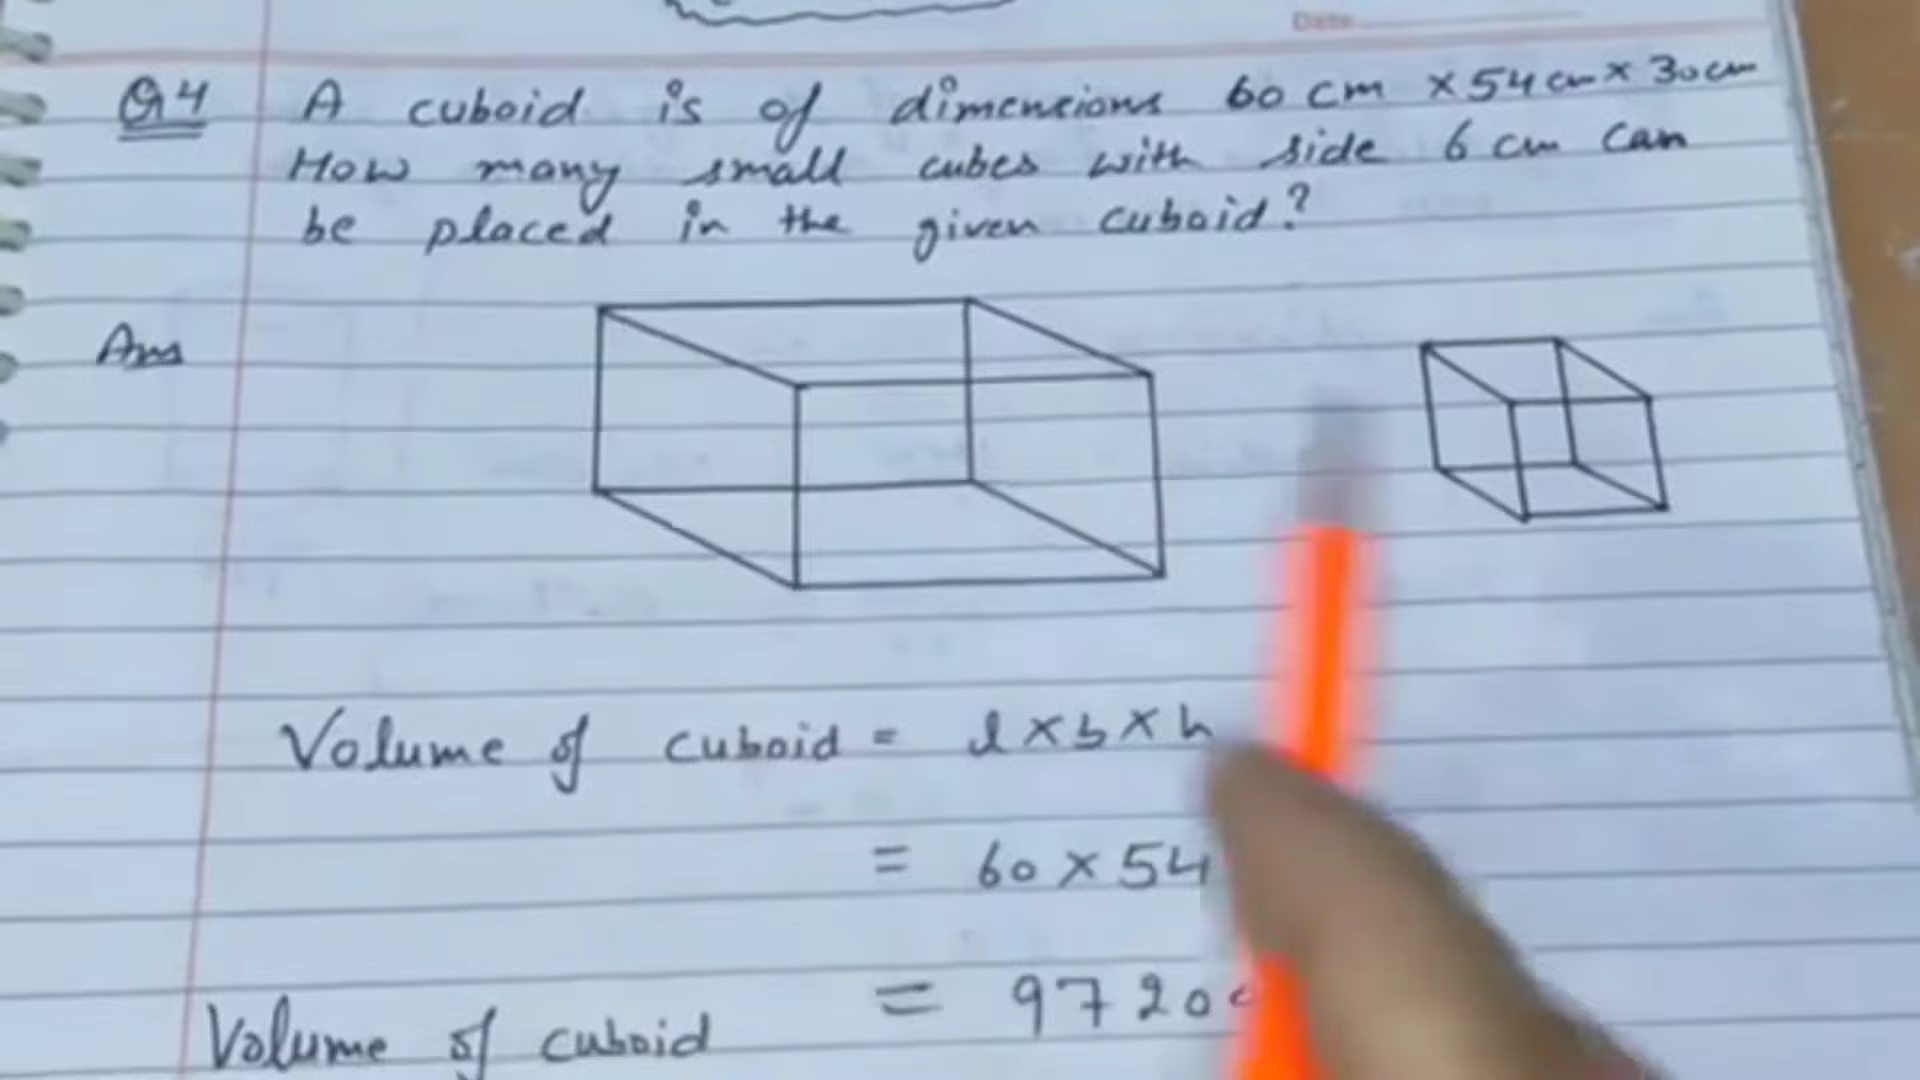 Date
Q4 A cuboid is of dimensions 60 cm × 54 cm × 30 cm
How many small cubes with side 6 cm can
be placed in the given cuboid?
Ans
Volume of cuboid = l × b × h
= 60 × 54
= 9720
Volume of cuboid